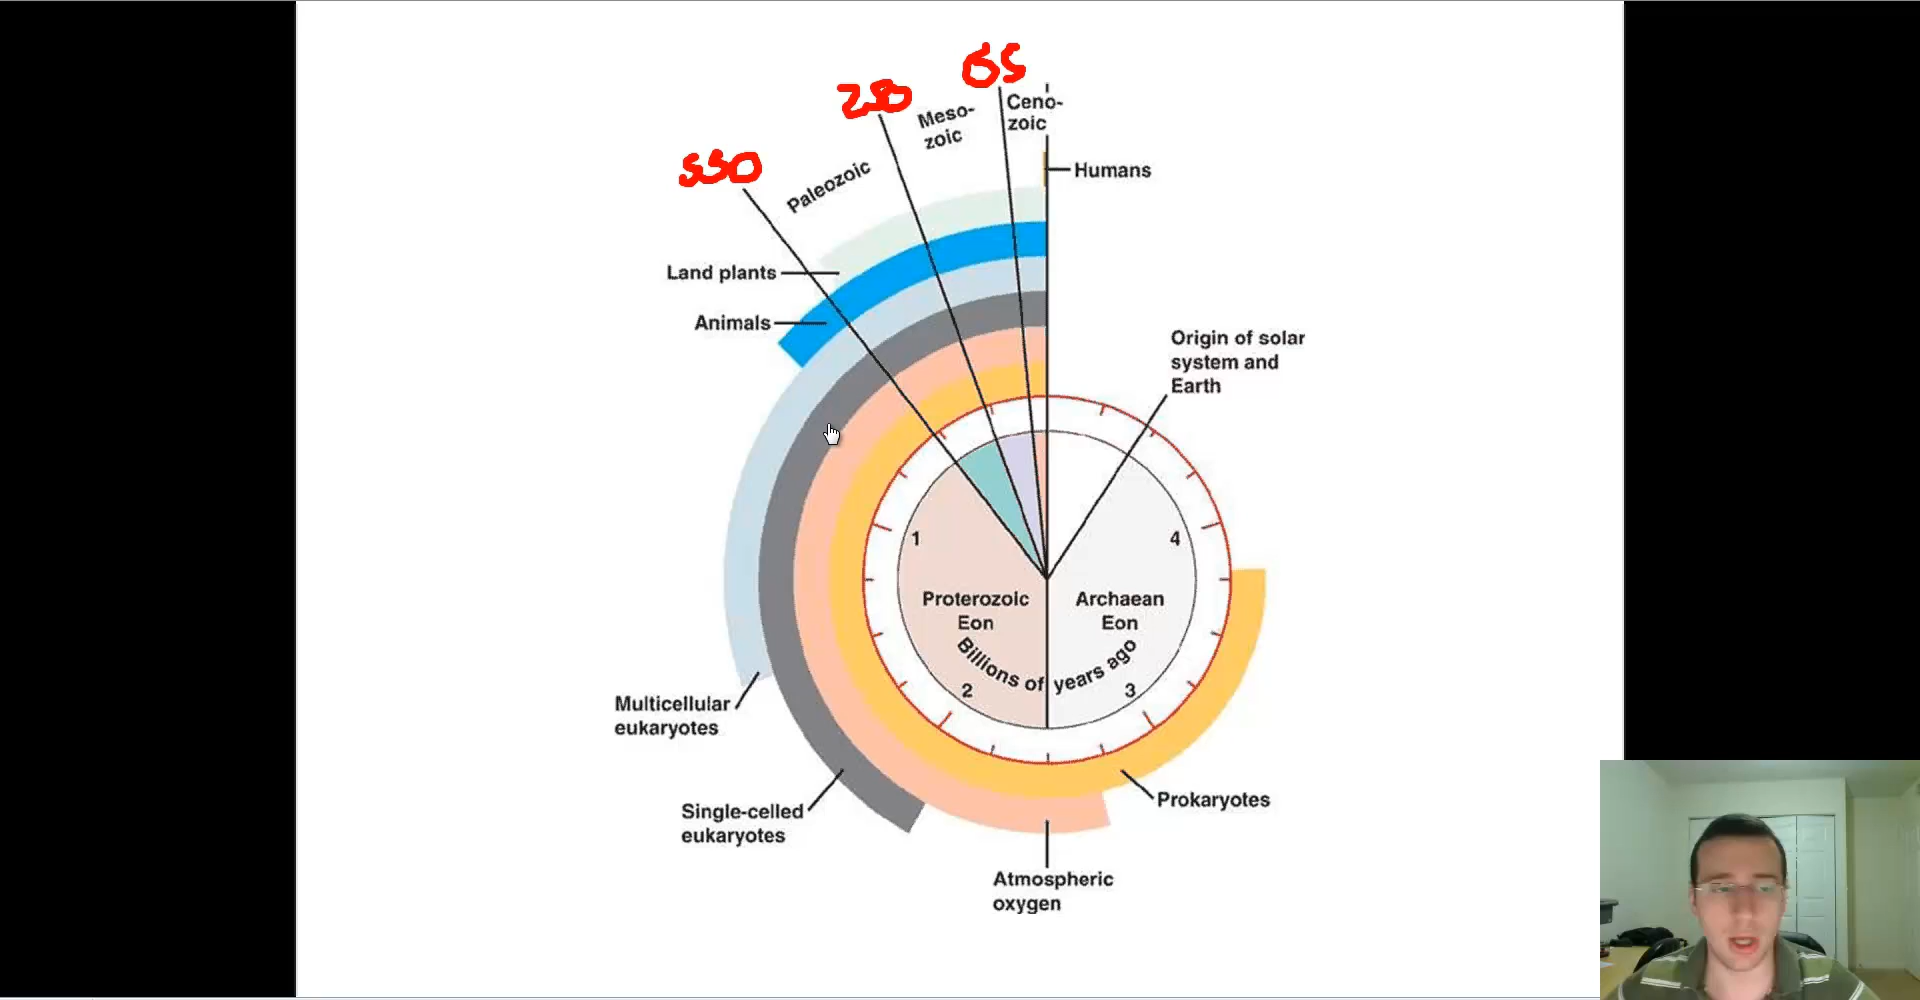 65
250
550
Ceno-
zoic
Meso-
zoic
Paleozoic
Humans
Land plants
Animals
Origin of solar
system and
Earth
1
4
Proterozoic
Eon
Archaean
Eon
Billions of years ago
2
3
Multicellular
eukaryotes
Single-celled
eukaryotes
Prokaryotes
Atmospheric
oxygen